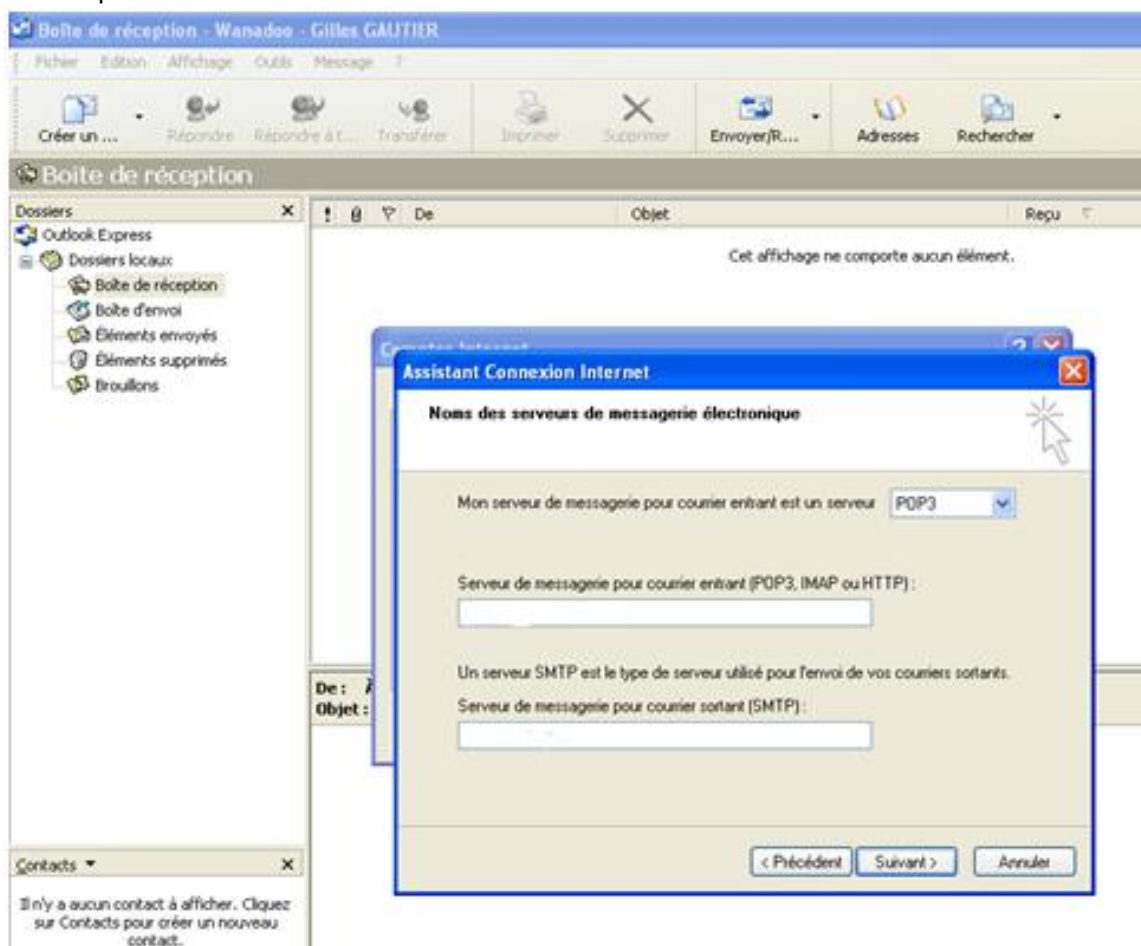 Boîte de réception - Wanadoo - Gilles GAUTIER
Fichier Edition Affichage Outils Message ?
Créer un ... Répondre Répondre à t... Transférer Imprimer Supprimer Envoyer/R... Adresses Rechercher
Boîte de réception
Dossiers
! De Objet Reçu
Outlook Express
Cet affichage ne comporte aucun élément.
Dossiers locaux
Boîte de réception
Boîte d'envoi
Éléments envoyés
Éléments supprimés
Brouillons
Comptes Internet
Assistant Connexion Internet
Noms des serveurs de messagerie électronique
Mon serveur de messagerie pour courrier entrant est un serveur POP3
Serveur de messagerie pour courrier entrant (POP3, IMAP ou HTTP) :
Un serveur SMTP est le type de serveur utilisé pour l'envoi de vos courriers sortants.
Serveur de messagerie pour courrier sortant (SMTP) :
De : À
Objet :
< Précédent Suivant > Annuler
Contacts
Il n'y a aucun contact à afficher. Cliquez
sur Contacts pour créer un nouveau
contact.